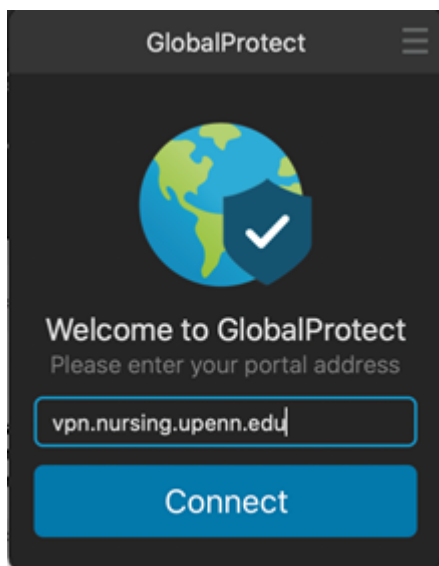 GlobalProtect
Welcome to GlobalProtect
Please enter your portal address
vpn.nursing.upenn.edu
Connect